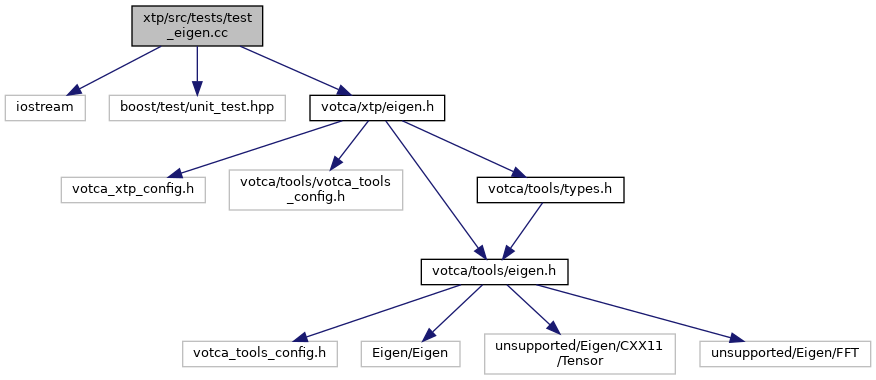 xtp/src/tests/test
_eigen.cc
iostream
boost/test/unit_test.hpp
votca/xtp/eigen.h
votca_xtp_config.h
votca/tools/votca_tools
_config.h
votca/tools/types.h
votca/tools/eigen.h
votca_tools_config.h
Eigen/Eigen
unsupported/Eigen/CXX11
/Tensor
unsupported/Eigen/FFT